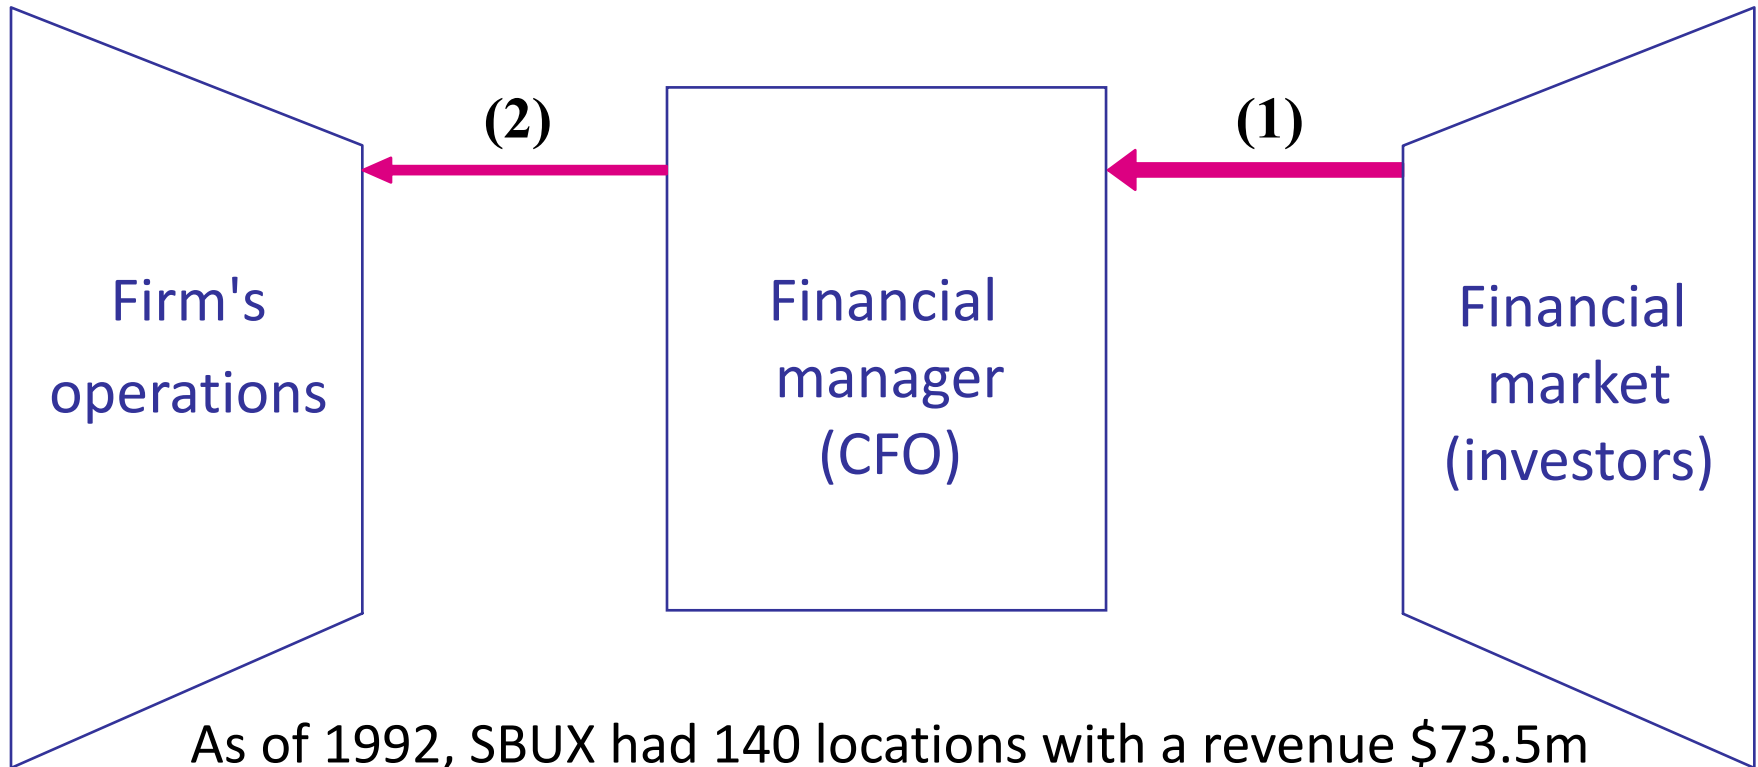 (2)
(1)
Firm's
operations
Financial
manager
(CFO)
Financial
market
(investors)
As of 1992, SBUX had 140 locations with a revenue $73.5m